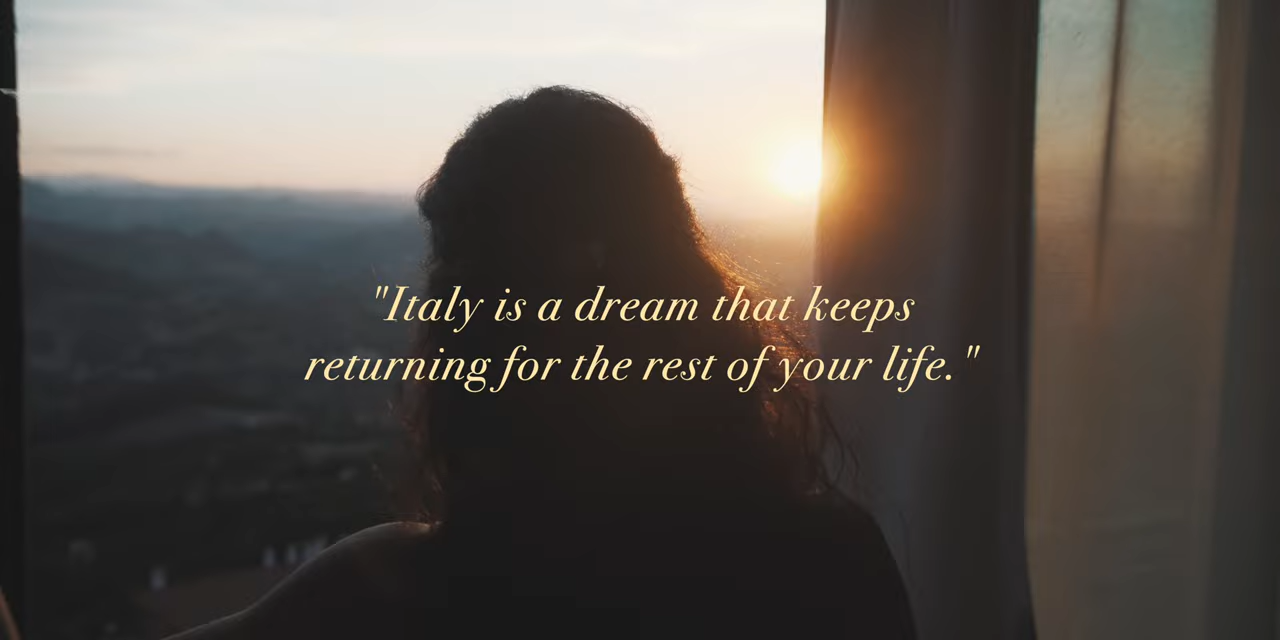 "Italy is a dream that keeps
returning for the rest of your life."